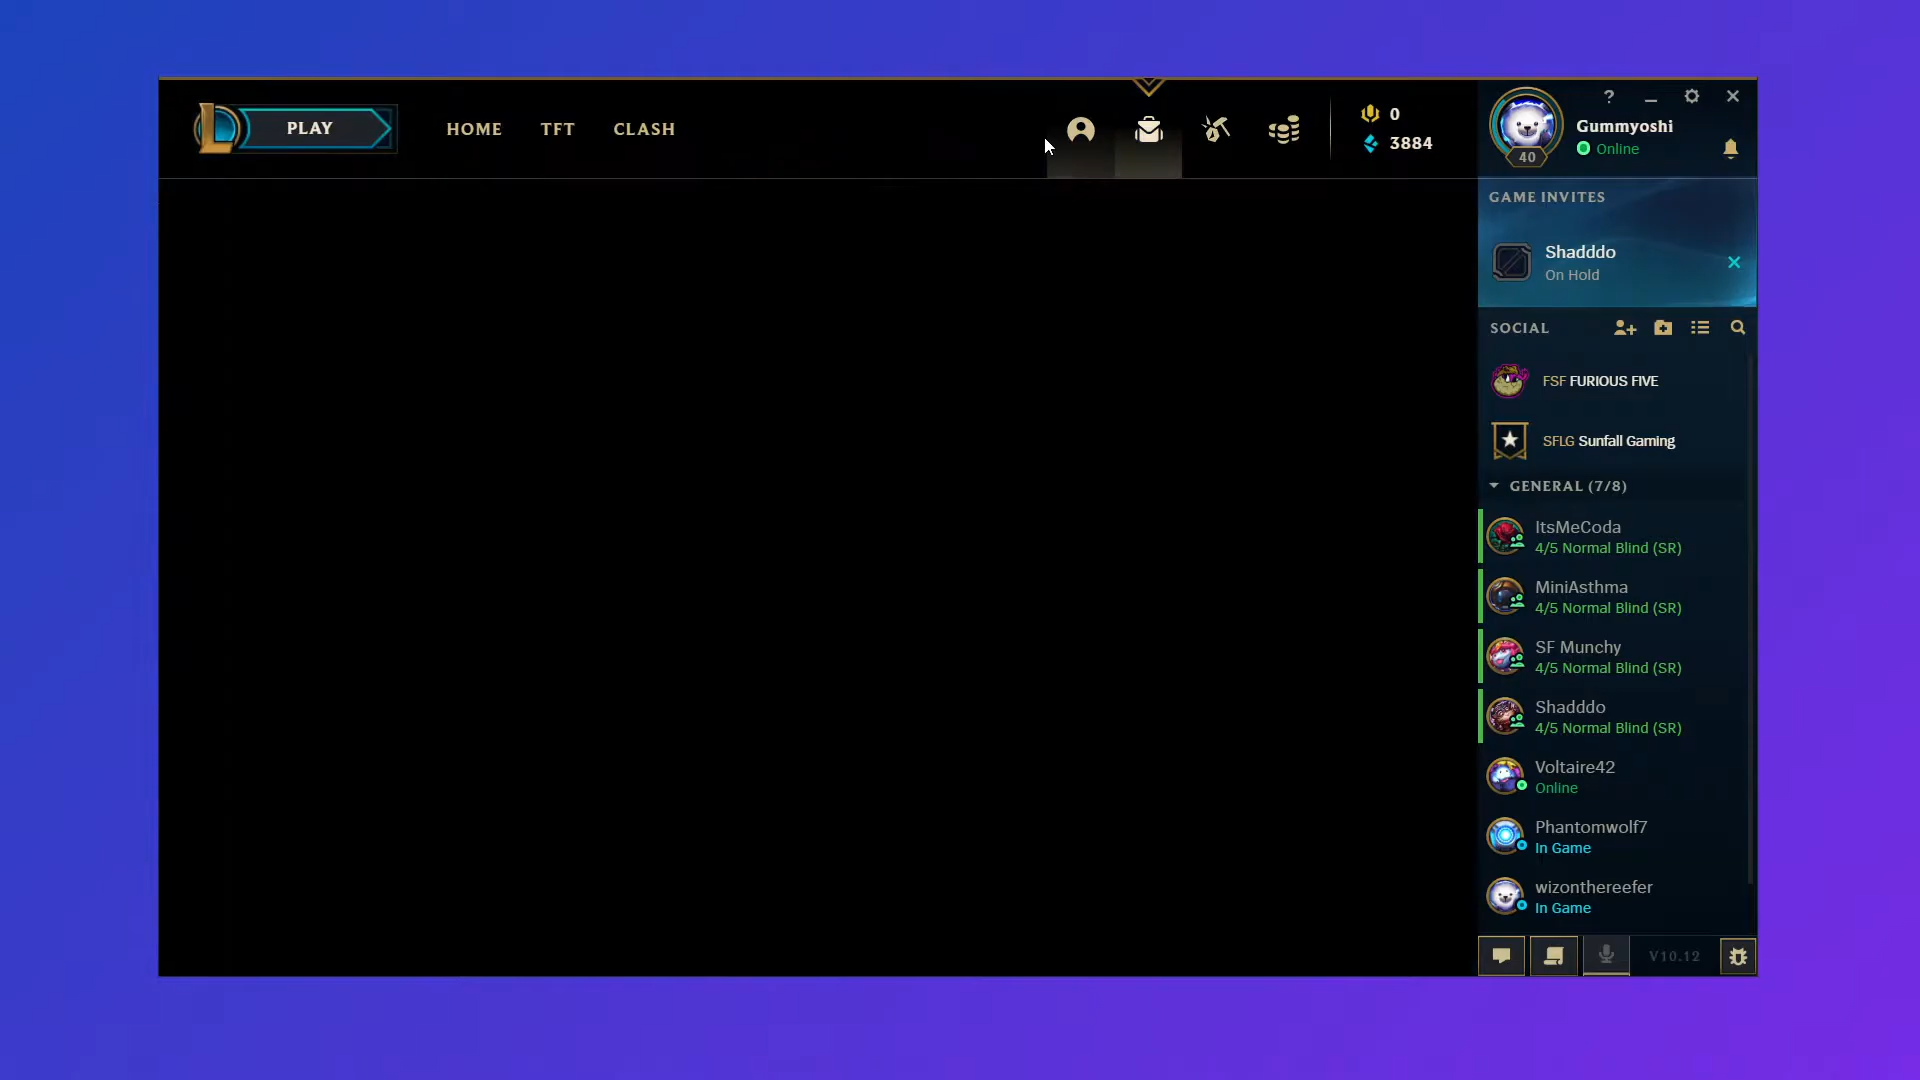 PLAY
HOME
TFT
CLASH
0
3884
?
Gummyoshi
Online
40
GAME INVITES
Shadddo
On Hold
SOCIAL
FSF FURIOUS FIVE
SFLG Sunfall Gaming
GENERAL (7/8)
ItsMeCoda
4/5 Normal Blind (SR)
MiniAsthma
4/5 Normal Blind (SR)
SF Munchy
4/5 Normal Blind (SR)
Shadddo
4/5 Normal Blind (SR)
Voltaire42
Online
Phantomwolf7
In Game
wizonthereefer
In Game
V10.12